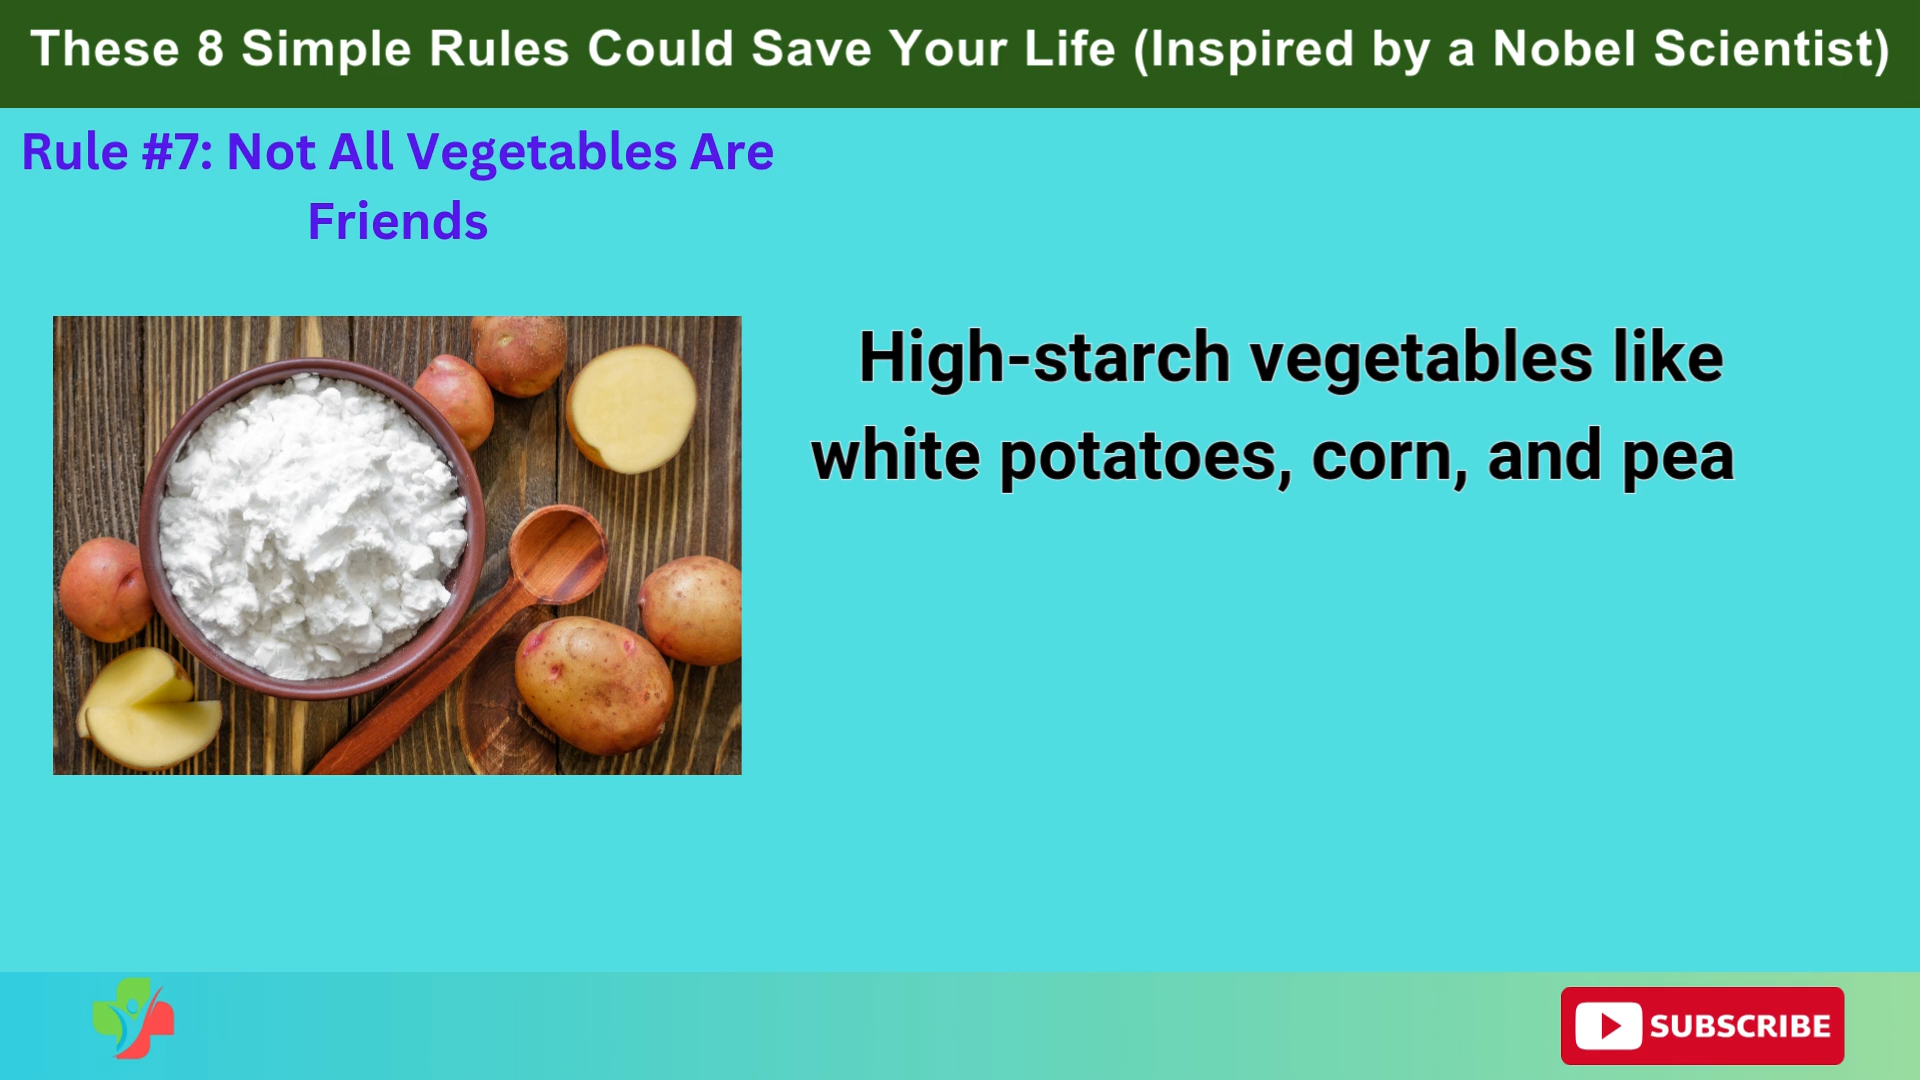 These 8 Simple Rules Could Save Your Life (Inspired by a Nobel Scientist)
Rule #7: Not All Vegetables Are
Friends
High-starch vegetables like
white potatoes, corn, and pea
SUBSCRIBE